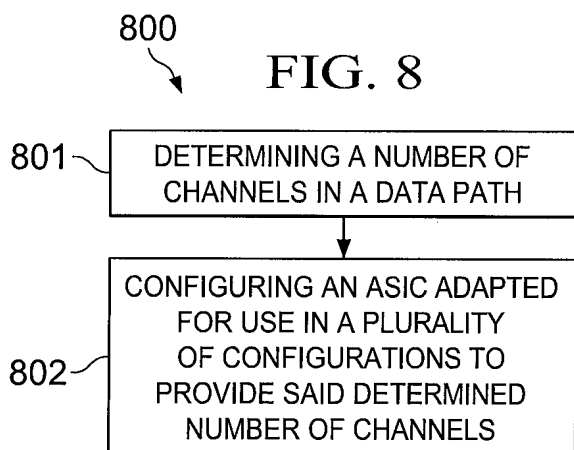 800
FIG. 8
801
DETERMINING A NUMBER OF
CHANNELS IN A DATA PATH
802
CONFIGURING AN ASIC ADAPTED
FOR USE IN A PLURALITY
OF CONFIGURATIONS TO
PROVIDE SAID DETERMINED
NUMBER OF CHANNELS